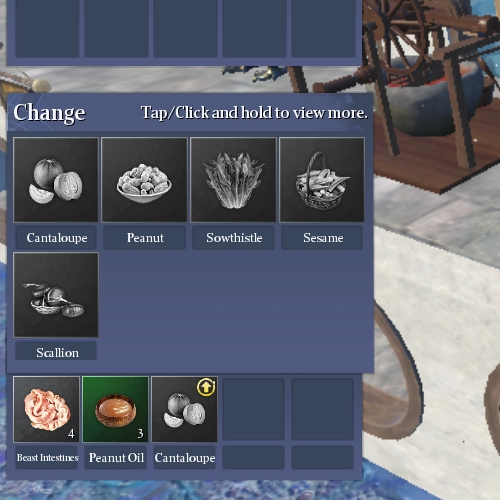 Change Tap/Click and hold to view more.
Cantaloupe Peanut Sowthistle Sesame
Scallion
4 3
Beast Intestines Peanut Oil Cantaloupe